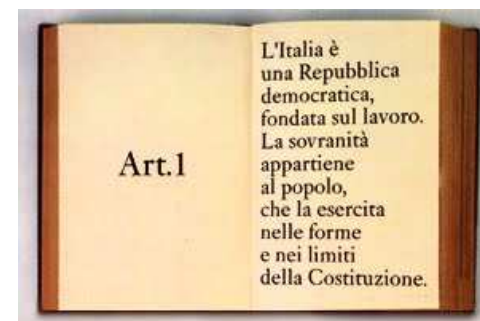 Art.1
L'Italia è
una Repubblica
democratica,
fondata sul lavoro.
La sovranità
appartiene
al popolo,
che la esercita
nelle forme
e nei limiti
della Costituzione.